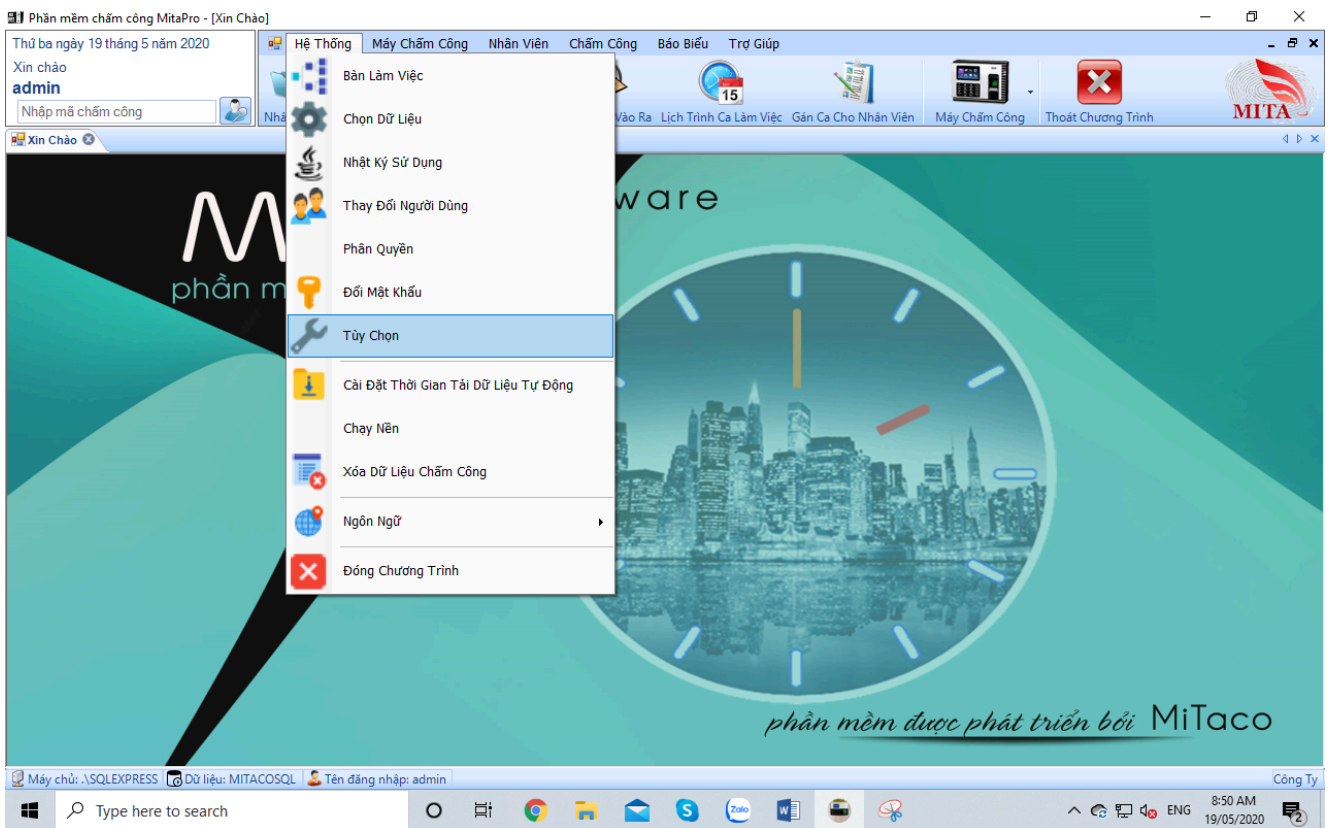 Phần mềm chấm công MitaPro - [Xin Chào]
Thứ ba ngày 19 tháng 5 năm 2020
Hệ Thống Máy Chấm Công Nhân Viên Chấm Công Báo Biểu Trợ Giúp
Xin chào
admin
Nhập mã chấm công
15
Vào Ra Lịch Trình Ca Làm Việc Gán Ca Cho Nhân Viên Máy Chấm Công Thoát Chương Trình
MITA
Xin Chào
Bàn Làm Việc
Chọn Dữ Liệu
Nhật Ký Sử Dụng
Thay Đổi Người Dùng
Phân Quyền
Đổi Mật Khẩu
Tùy Chọn
Cài Đặt Thời Gian Tải Dữ Liệu Tự Động
Chạy Nền
Xóa Dữ Liệu Chấm Công
Ngôn Ngữ
Đóng Chương Trình
ware
phần m
phần mềm được phát triển bởi MiTaco
Máy chủ: .\SQLEXPRESS Dữ liệu: MITACOSQL Tên đăng nhập: admin Công Ty
Type here to search
Zalo
ENG
8:50 AM
19/05/2020
2